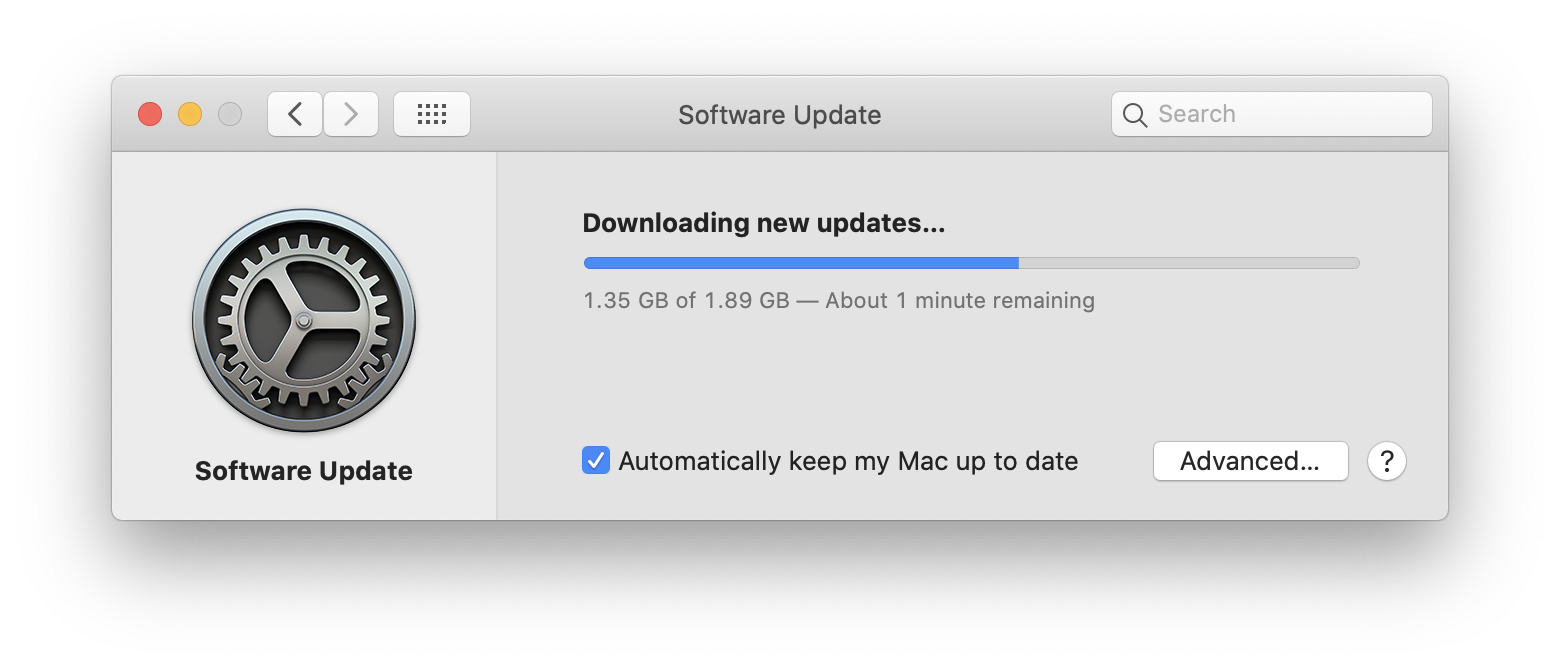 Software Update
Search
Software Update
Downloading new updates...
1.35 GB of 1.89 GB — About 1 minute remaining
Automatically keep my Mac up to date
Advanced...
?